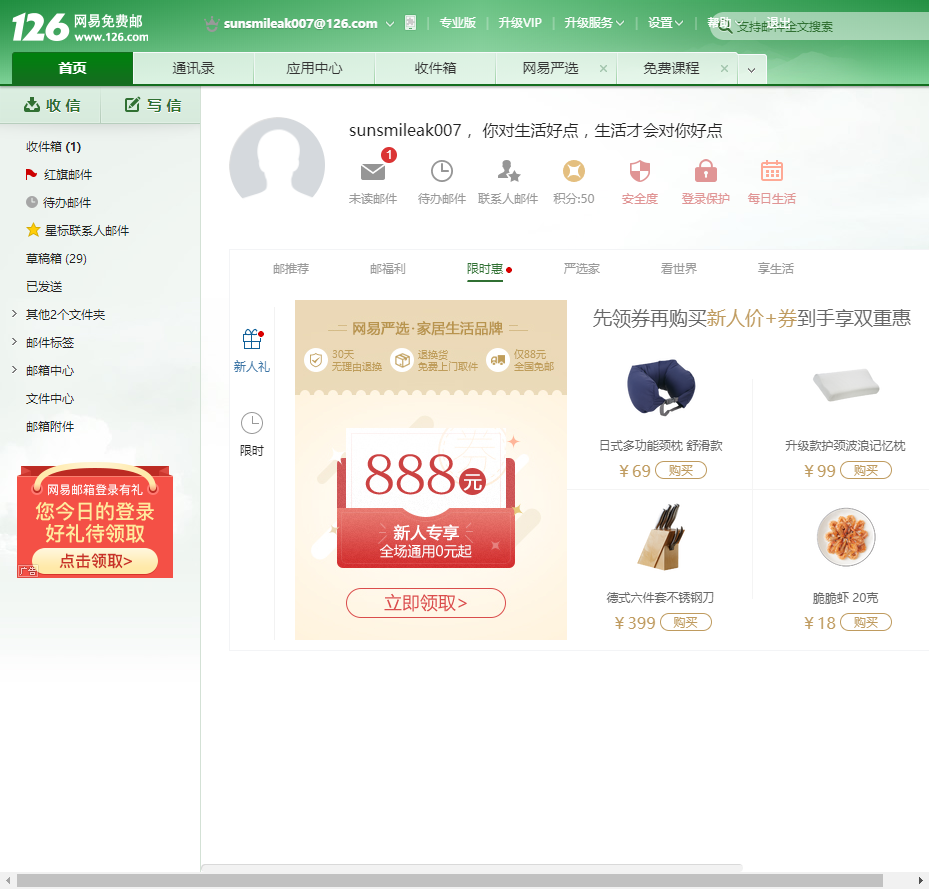 126 网易免费邮
www.126.com
sunsmileak007@126.com
专业版
升级VIP
升级服务
设置
帮助
退出
支持邮件全文搜索
首页
通讯录
应用中心
收件箱
网易严选 ×
免费课程 ×
收 信
写 信
收件箱 (1)
红旗邮件
待办邮件
星标联系人邮件
草稿箱 (29)
已发送
其他2个文件夹
邮件标签
邮箱中心
文件中心
邮箱附件
网易邮箱登录有礼
您今日的登录
好礼待领取
点击领取>
广告
sunsmileak007， 你对生活好点，生活才会对你好点
1
未读邮件
待办邮件
联系人邮件
积分:50
安全度
登录保护
每日生活
邮推荐
邮福利
限时惠
严选家
看世界
享生活
新人礼
限时
网易严选·家居生活品牌
30天
无理由退换
退换货
免费上门取件
仅88元
全国免邮
888元
新人专享
全场通用0元起
立即领取>
先领券再购买新人价+券到手享双重惠
日式多功能颈枕 舒滑款
¥69 购买
升级款护颈波浪记忆枕
¥99 购买
德式六件套不锈钢刀
¥399 购买
脆脆虾 20克
¥18 购买